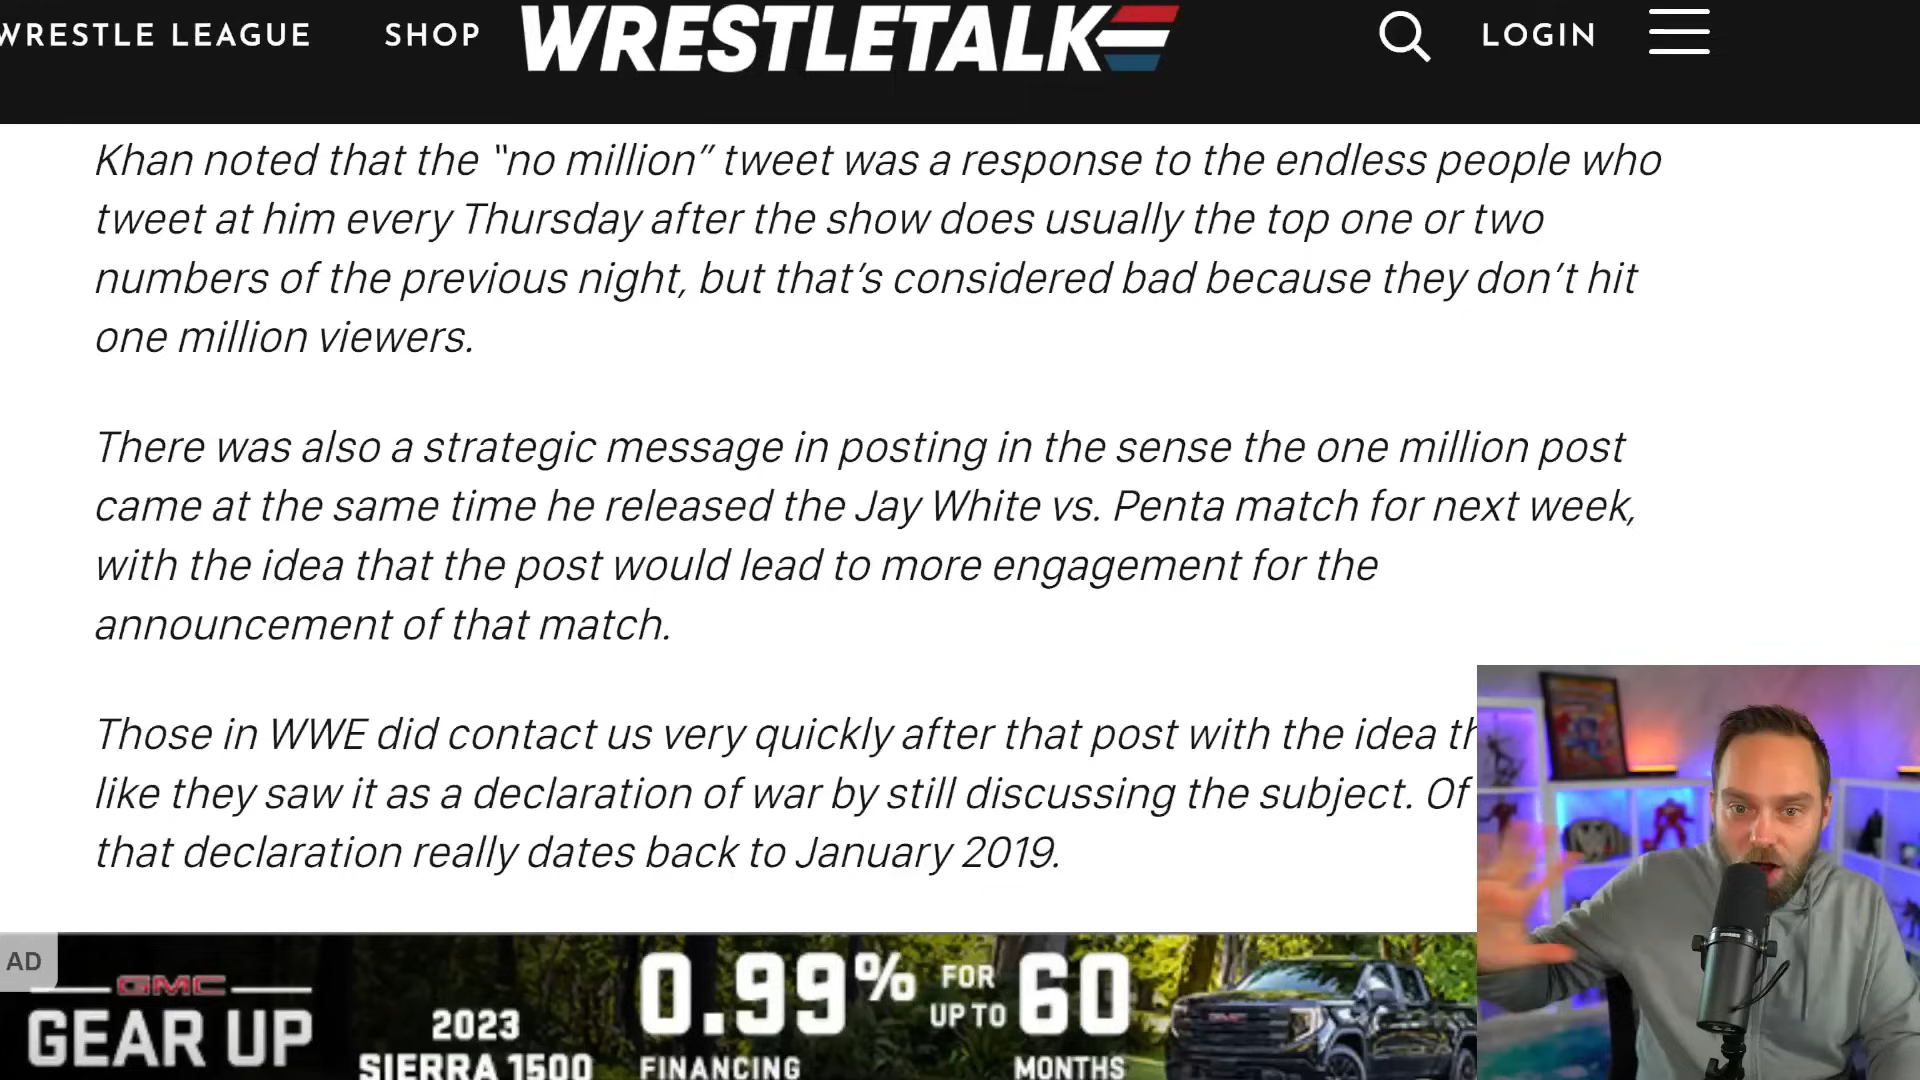 WRESTLE LEAGUE SHOP WRESTLETALK LOGIN
Khan noted that the “no million” tweet was a response to the endless people who
tweet at him every Thursday after the show does usually the top one or two
numbers of the previous night, but that’s considered bad because they don’t hit
one million viewers.
There was also a strategic message in posting in the sense the one million post
came at the same time he released the Jay White vs. Penta match for next week,
with the idea that the post would lead to more engagement for the
announcement of that match.
Those in WWE did contact us very quickly after that post with the idea th
like they saw it as a declaration of war by still discussing the subject. Of
that declaration really dates back to January 2019.
AD
GMC
GEAR UP
2023
SIERRA 1500
0.99% FOR UP TO 60
FINANCING MONTHS